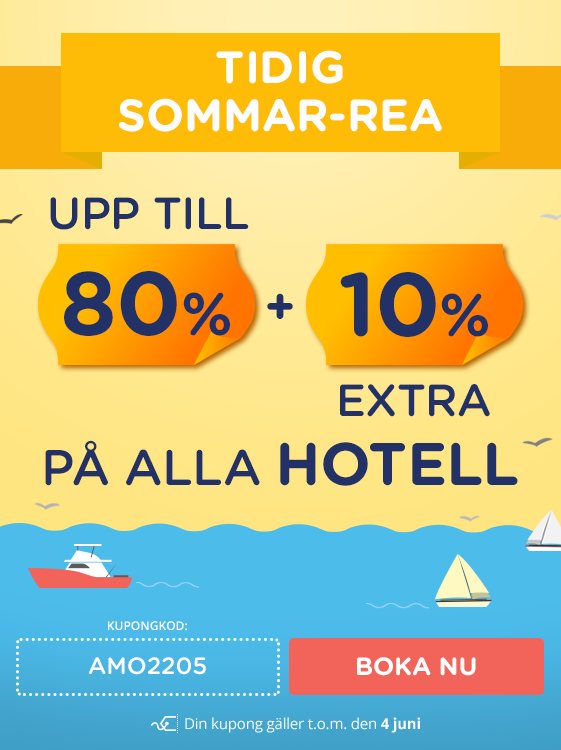 TIDIG
SOMMAR-REA
UPP TILL
80% + 10%
EXTRA
PÅ ALLA HOTELL
KUPONGKOD:
AMO2205
BOKA NU
Din kupong gäller t.o.m. den 4 juni